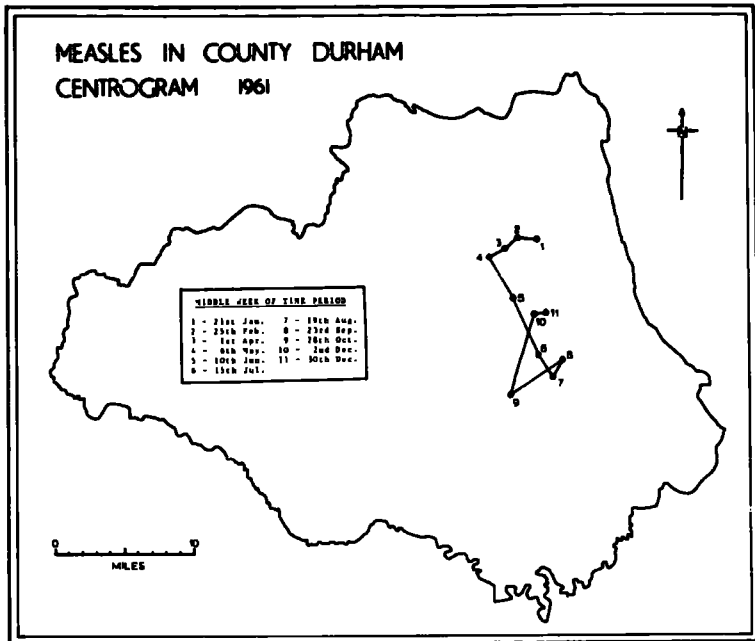 MEASLES IN COUNTY DURHAM
CENTROGRAM 1961
N
2
1
3
4
5
11
10
6
8
7
9
MIDDLE WEEK OF TIME PERIOD
1 - 21st Jan. 7 - 19th Aug.
2 - 25th Feb. 8 - 23rd Sep.
3 - 1st Apr. 9 - 28th Oct.
4 - 6th May. 10 - 2nd Dec.
5 - 10th Jun. 11 - 30th Dec.
6 - 15th Jul.
0 10
MILES